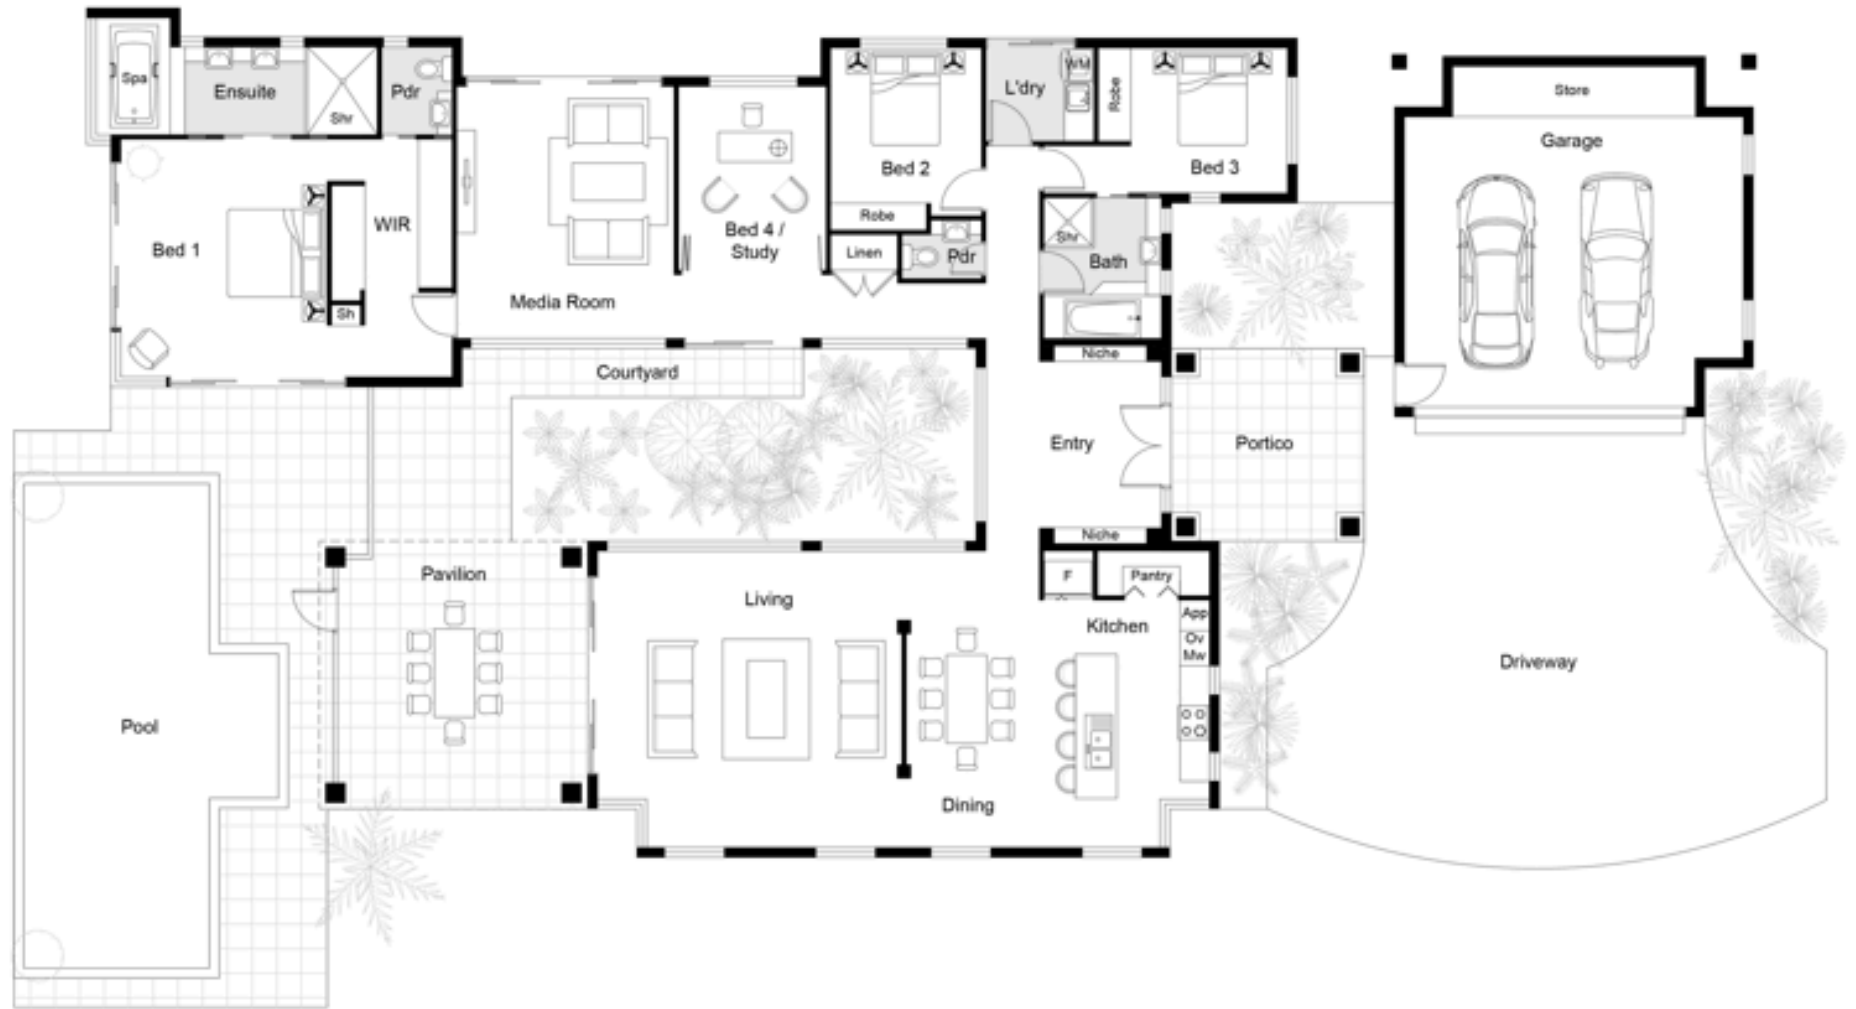 Spa
Ensuite
Shr
Pdr
WIR
Bed 1
Sh
Media Room
Bed 4 /
Study
Bed 2
Robe
Linen
Pdr
L'dry
WM
Robe
Bed 3
Shr
Bath
Niche
Store
Garage
Courtyard
Entry
Portico
Niche
Pavilion
Living
F
Pantry
App
Ov
Mw
Kitchen
Dining
Pool
Driveway